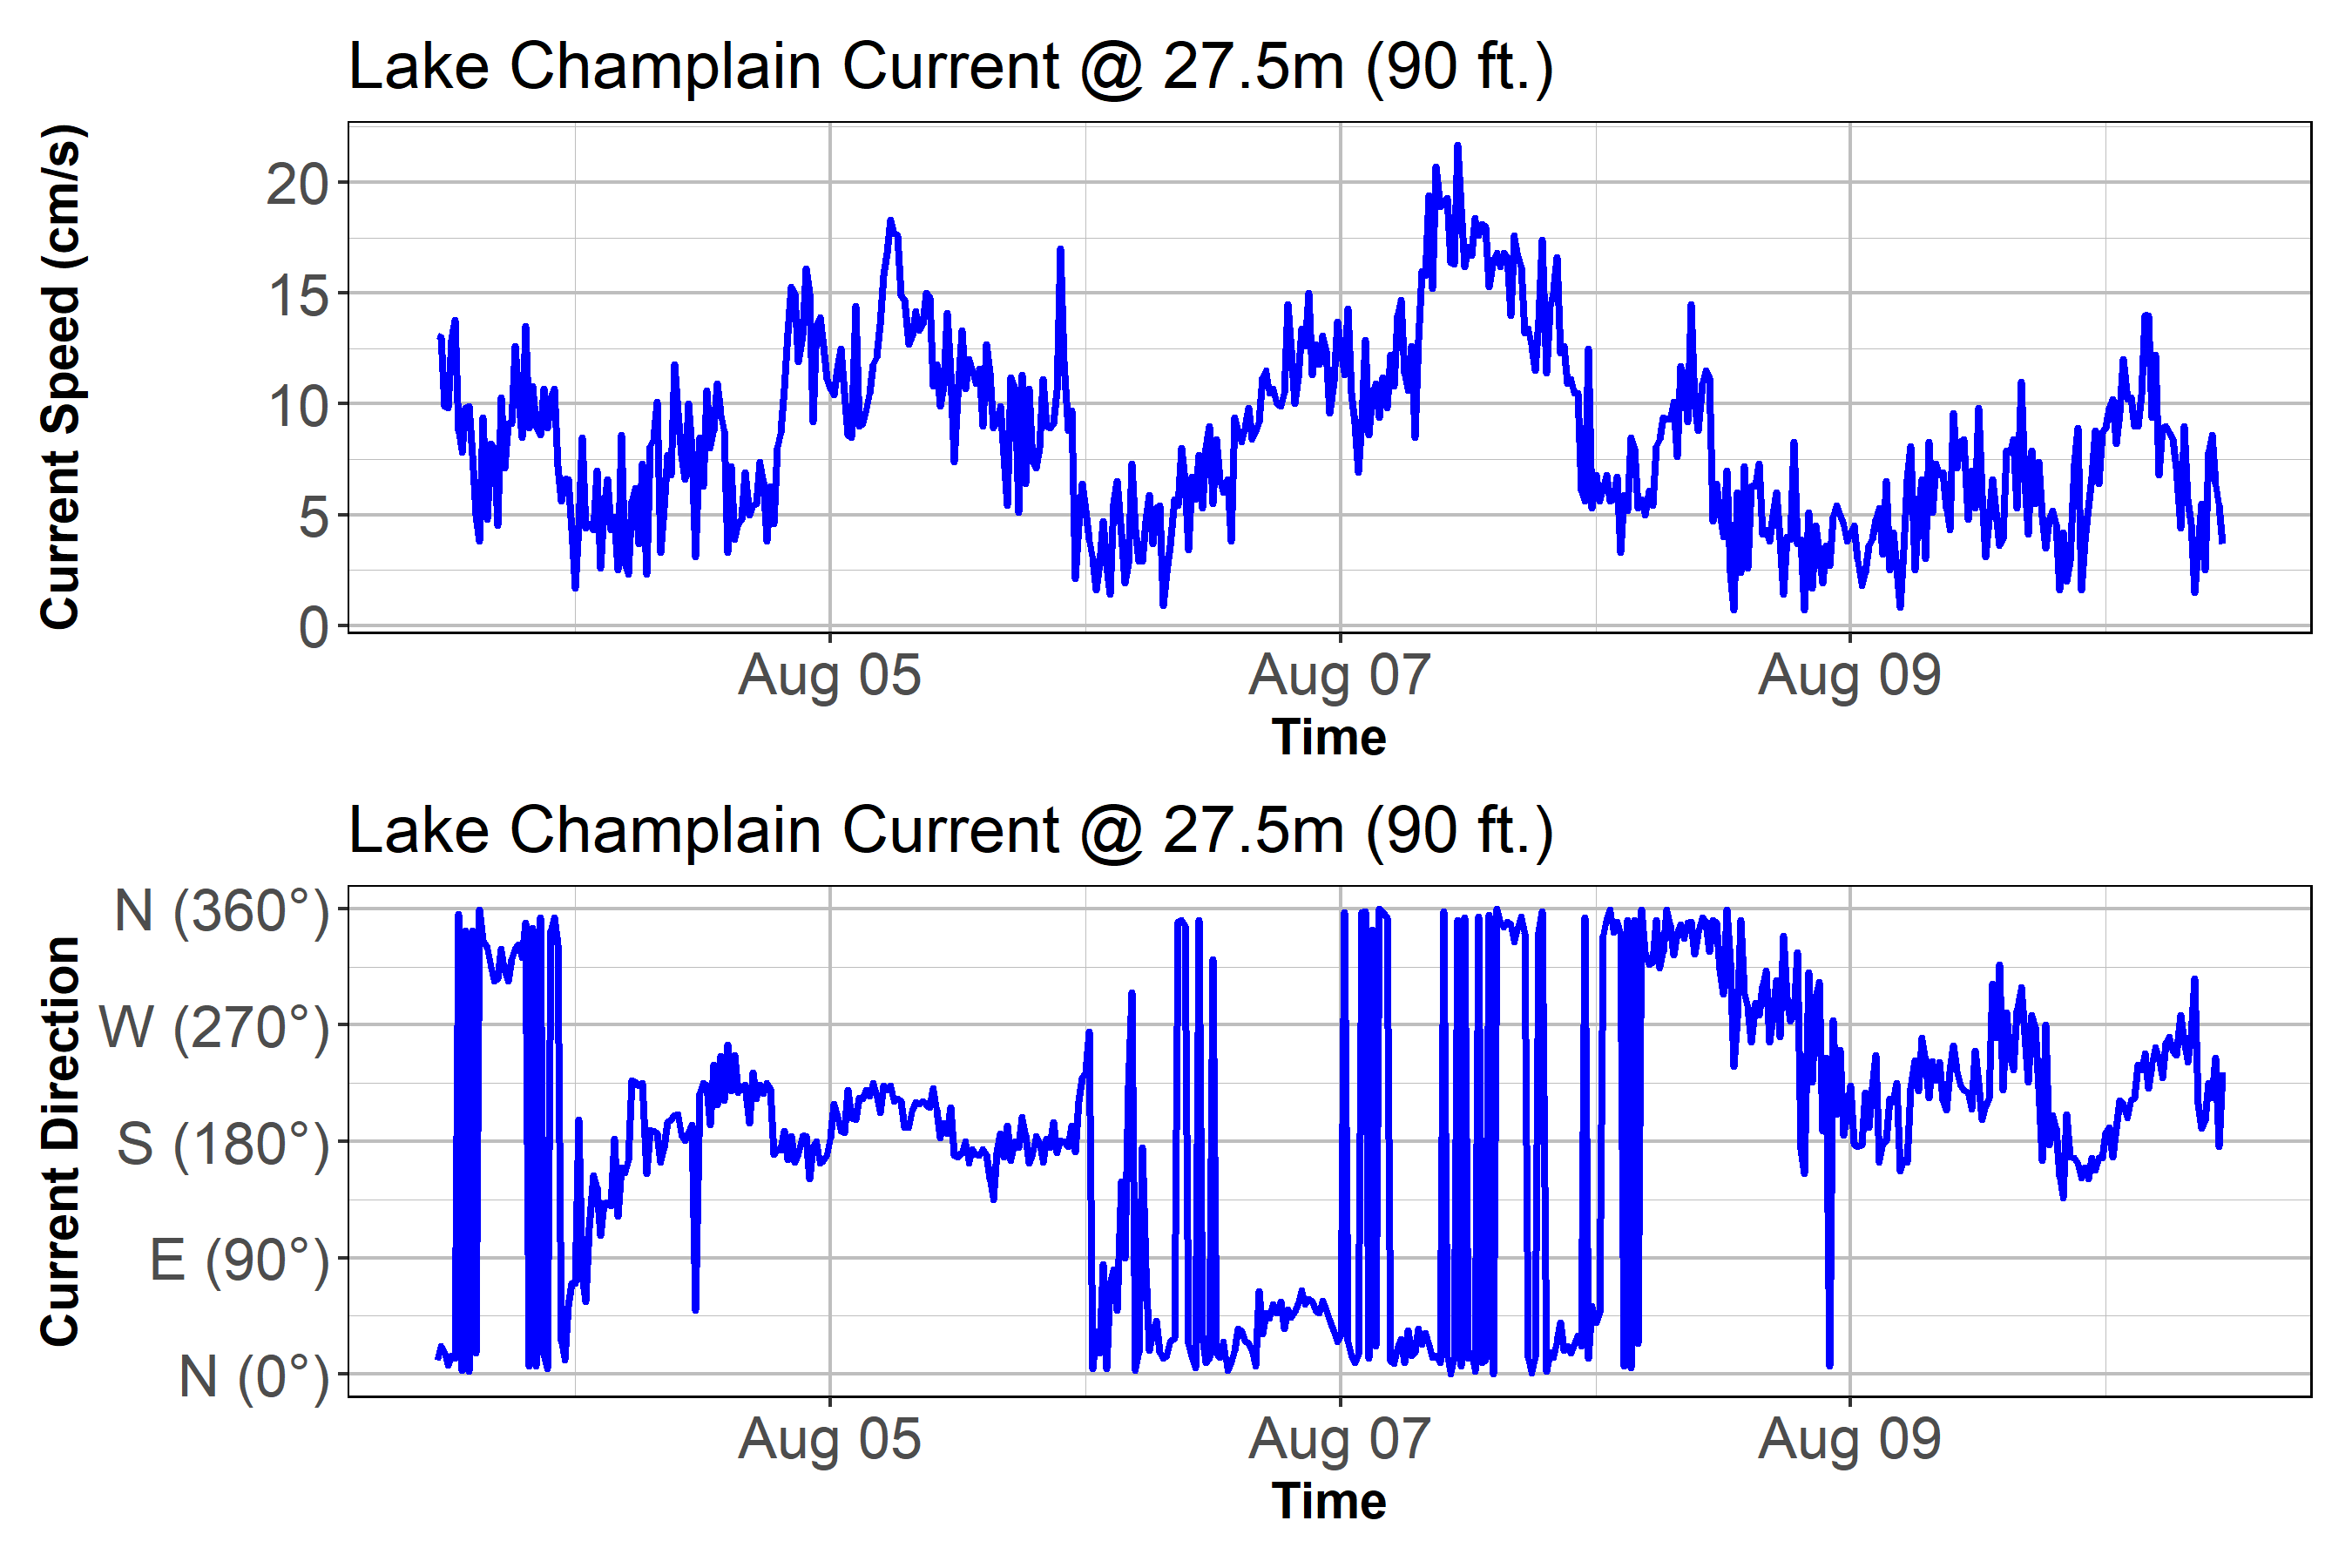 Lake Champlain Current @ 27.5m (90 ft.)
Current Speed (cm/s)
20
15
10
5
0
Aug 05 Aug 07 Aug 09
Time
Lake Champlain Current @ 27.5m (90 ft.)
Current Direction
N (360°)
W (270°)
S (180°)
E (90°)
N (0°)
Aug 05 Aug 07 Aug 09
Time